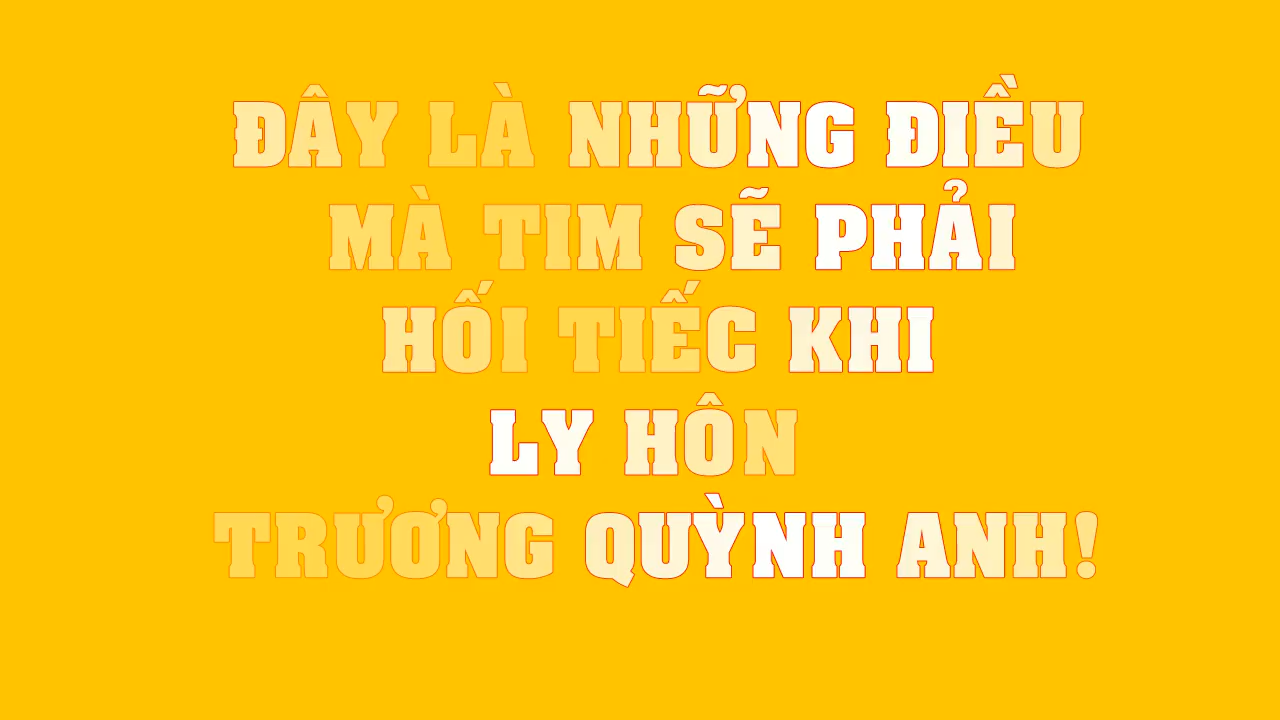 ĐÂY LÀ NHỮNG ĐIỀU
MÀ TIM SẼ PHẢI
HỐI TIẾC KHI
LY HÔN
TRƯƠNG QUỲNH ANH!